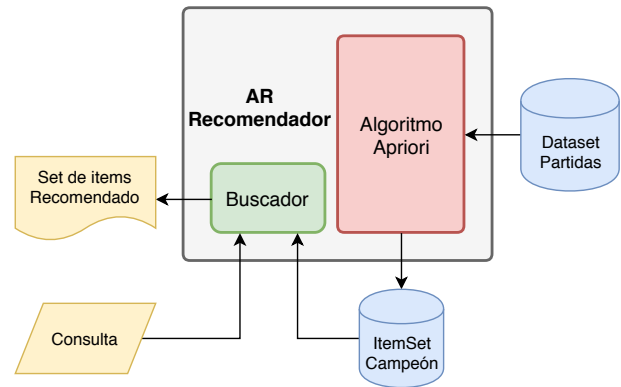 AR
Recomendador
Algoritmo
Apriori
Dataset
Partidas
Set de items
Recomendado
Buscador
Consulta
ItemSet
Campeón